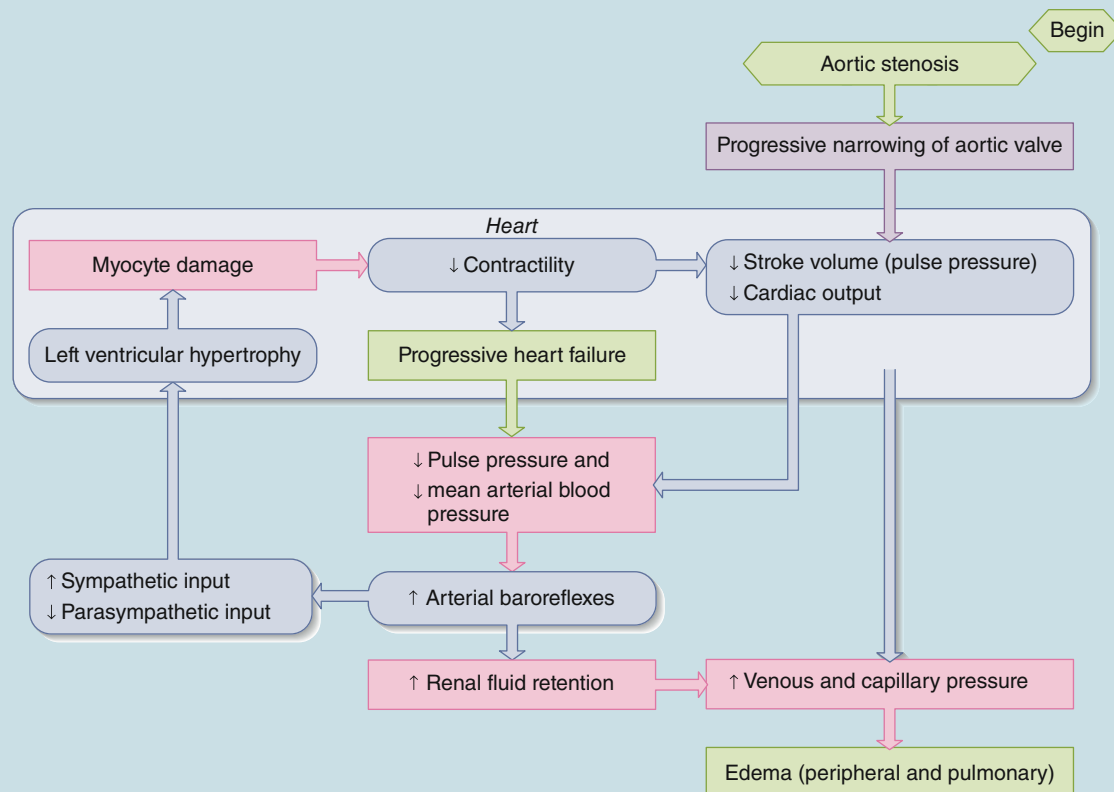 Begin
Aortic stenosis
Progressive narrowing of aortic valve
Heart
Myocyte damage
↓ Contractility
↓ Stroke volume (pulse pressure)
↓ Cardiac output
Left ventricular hypertrophy
Progressive heart failure
↓ Pulse pressure and
↓ mean arterial blood
pressure
↑ Sympathetic input
↓ Parasympathetic input
↑ Arterial baroreflexes
↑ Renal fluid retention
↑ Venous and capillary pressure
Edema (peripheral and pulmonary)